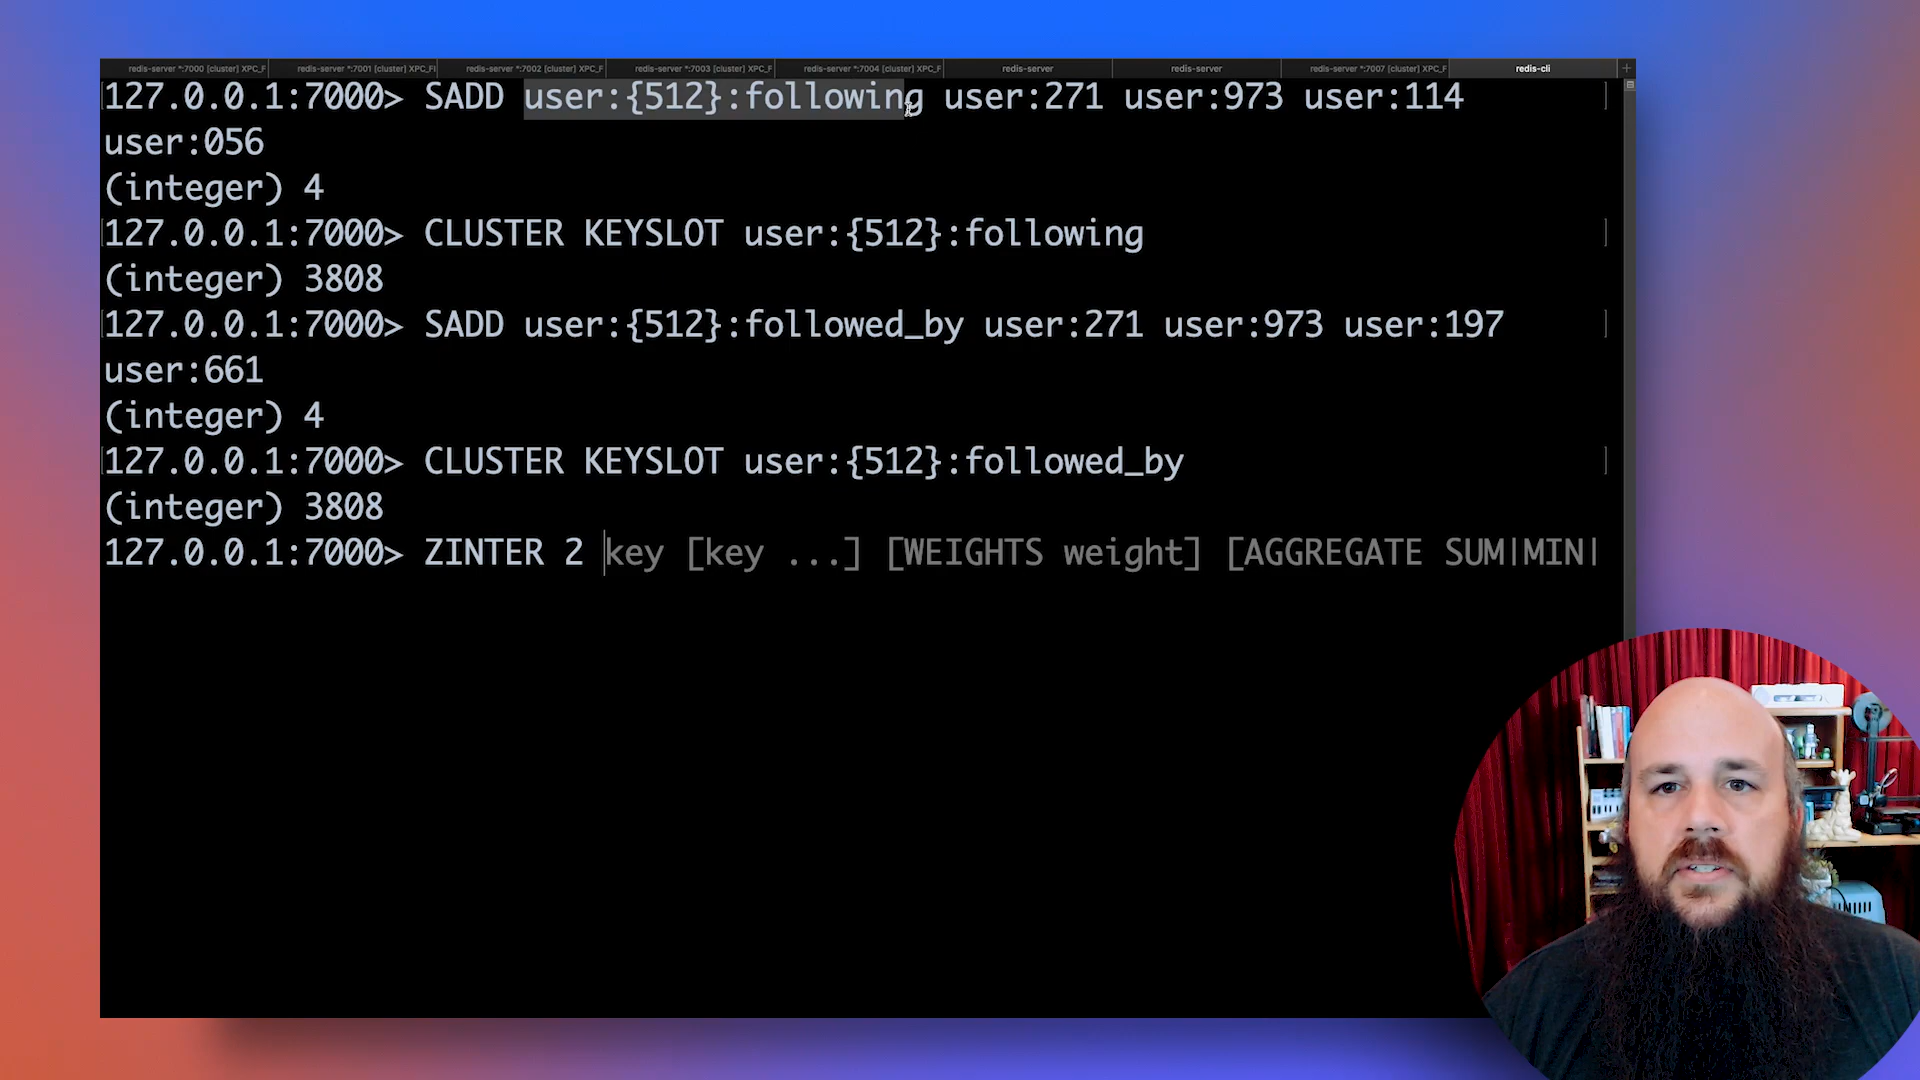 redis-server *:7000 [cluster] XPC_F
redis-server *:7001 [cluster] XPC_FI
redis-server *:7002 [cluster] XPC_F
redis-server *:7003 [cluster] XPC_F
redis-server *:7004 [cluster] XPC_F
redis-server
redis-server
redis-server *:7007 [cluster] XPC_F
redis-cli
127.0.0.1:7000> SADD user:{512}:following user:271 user:973 user:114
user:056
(integer) 4
127.0.0.1:7000> CLUSTER KEYSLOT user:{512}:following
(integer) 3808
127.0.0.1:7000> SADD user:{512}:followed_by user:271 user:973 user:197
user:661
(integer) 4
127.0.0.1:7000> CLUSTER KEYSLOT user:{512}:followed_by
(integer) 3808
127.0.0.1:7000> ZINTER 2 key [key ...] [WEIGHTS weight] [AGGREGATE SUM|MIN|